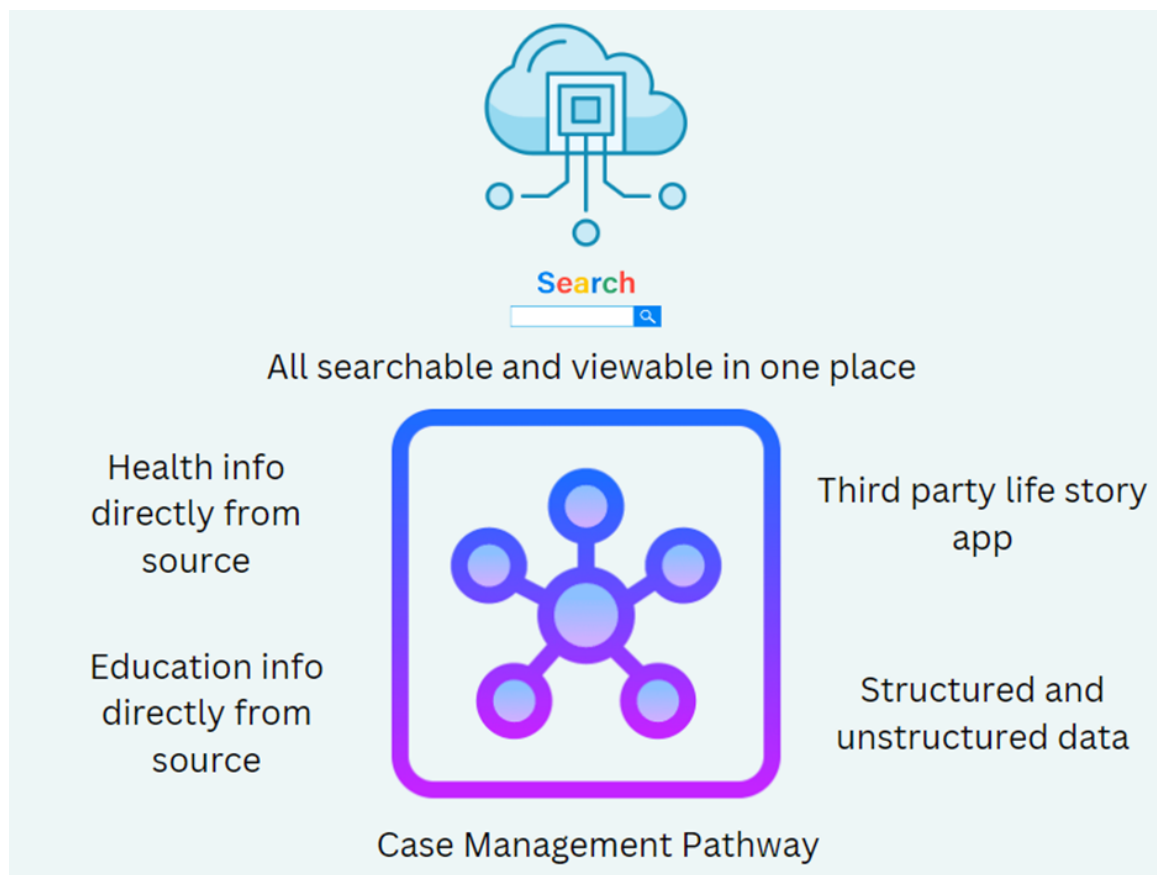 Search
All searchable and viewable in one place
Health info
directly from
source
Third party life story
app
Education info
directly from
source
Structured and
unstructured data
Case Management Pathway